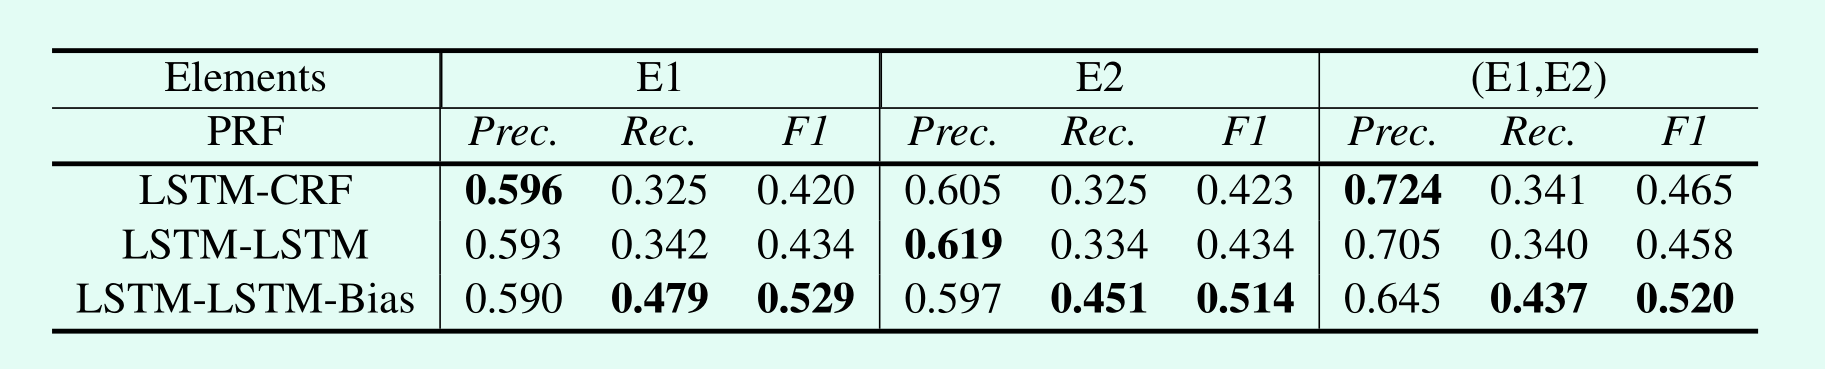 Elements E1 E2 (E1,E2)
PRF Prec. Rec. F1 Prec. Rec. F1 Prec. Rec. F1
LSTM-CRF 0.596 0.325 0.420 0.605 0.325 0.423 0.724 0.341 0.465
LSTM-LSTM 0.593 0.342 0.434 0.619 0.334 0.434 0.705 0.340 0.458
LSTM-LSTM-Bias 0.590 0.479 0.529 0.597 0.451 0.514 0.645 0.437 0.520